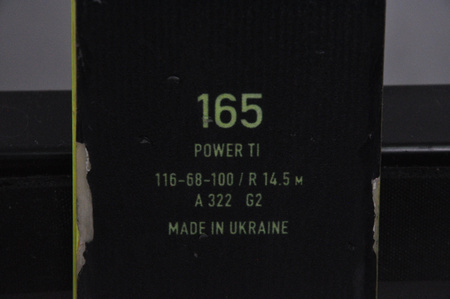 165
POWER TI
116-68-100 / R 14.5 M
A 322 G2
MADE IN UKRAINE